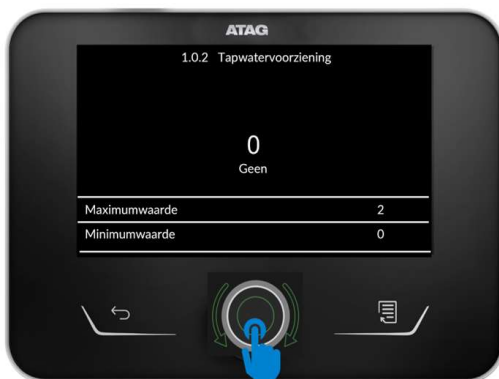 ATAG
1.0.2 Tapwatervoorziening
0
Geen
Maximumwaarde 2
Minimumwaarde 0